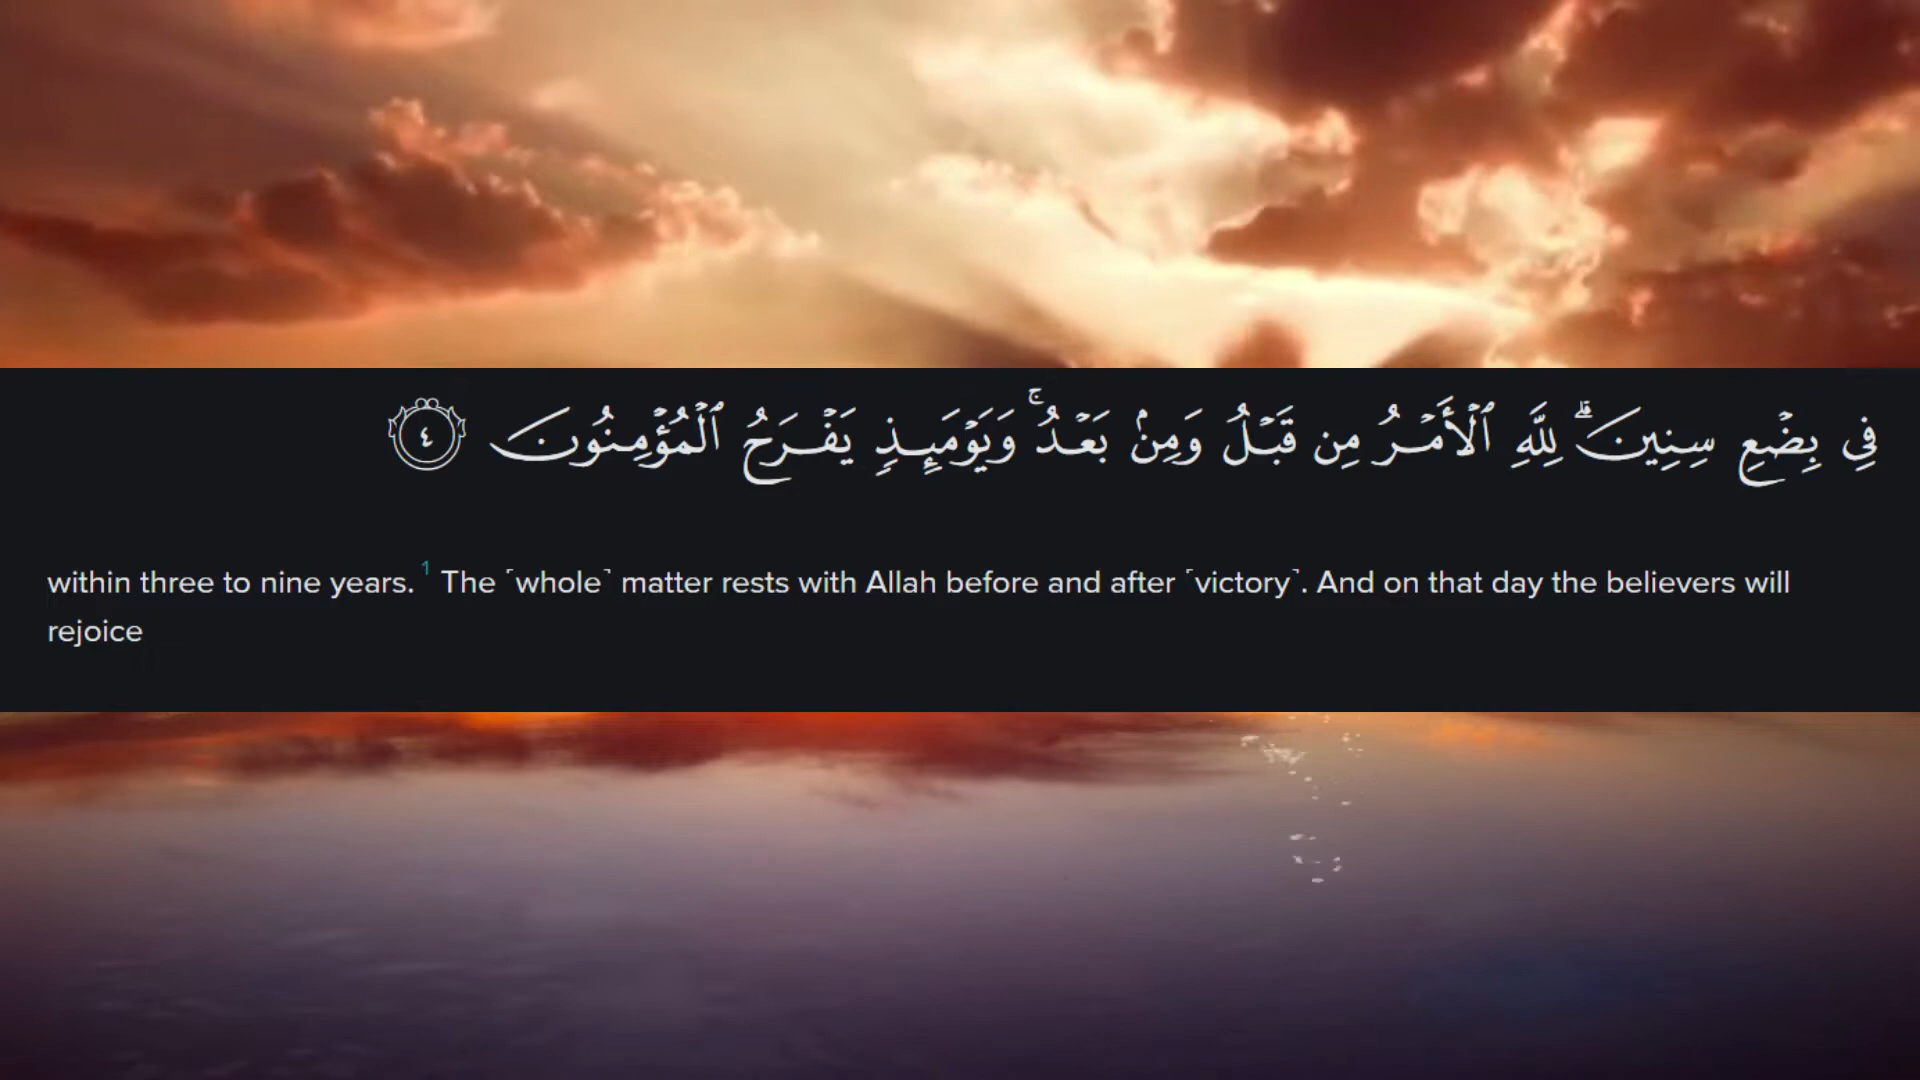 فِي بِضْعِ سِنِينَ ۗ لِلَّهِ ٱلْأَمْرُ مِن قَبْلُ وَمِنۢ بَعْدُ ۚ وَيَوْمَئِذٍ يَفْرَحُ ٱلْمُؤْمِنُونَ ٤
within three to nine years. 1 The ˹whole˺ matter rests with Allah before and after ˹victory˺. And on that day the believers will
rejoice